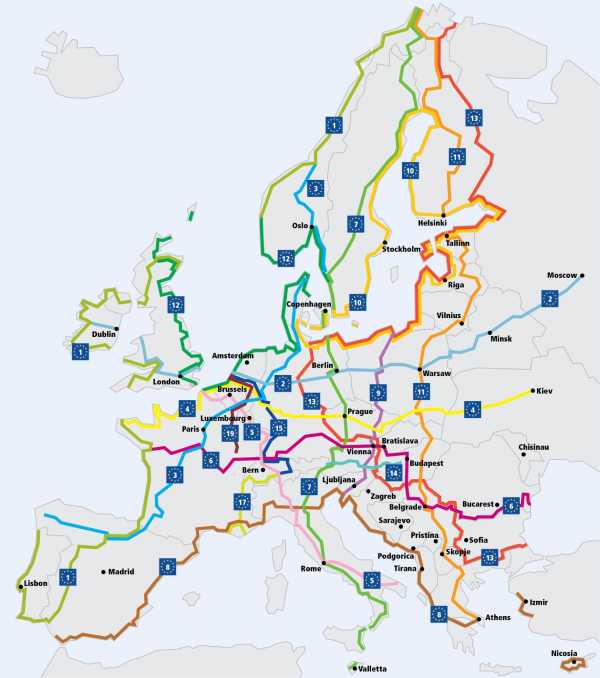 1
13
11
10
3
7
Oslo
Helsinki
Tallinn
12
Stockholm
Moscow
Riga
2
10
Copenhagen
12
Vilnius
Dublin
Minsk
1
Amsterdam
Berlin
Warsaw
London
2
Brussels
9
11
Kiev
4
13
4
Luxembourg
Prague
Paris
19
5
15
Bratislava
Chisinau
6
Vienna
Budapest
3
Bern
14
7
Ljubljana
Zagreb
17
Belgrade
Bucarest
6
Sarajevo
Pristina
Sofia
Podgorica
Skopje
13
Madrid
8
Rome
Tirana
Lisbon
1
5
Izmir
8
Athens
Nicosia
Valletta